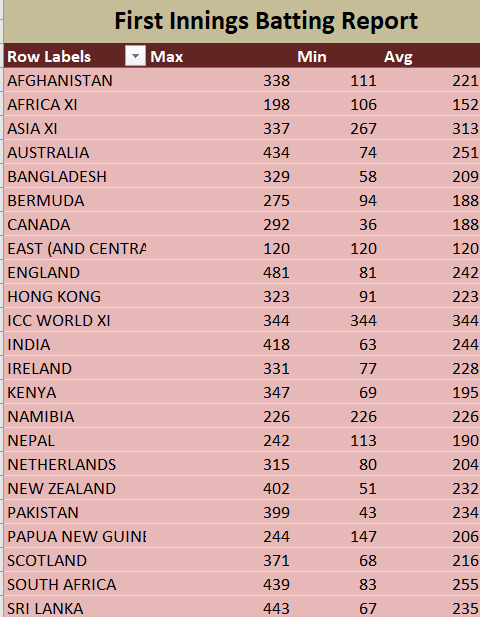 First Innings Batting Report
Row Labels Max Min Avg
AFGHANISTAN 338 111 221
AFRICA XI 198 106 152
ASIA XI 337 267 313
AUSTRALIA 434 74 251
BANGLADESH 329 58 209
BERMUDA 275 94 188
CANADA 292 36 188
EAST (AND CENTRA 120 120 120
ENGLAND 481 81 242
HONG KONG 323 91 223
ICC WORLD XI 344 344 344
INDIA 418 63 244
IRELAND 331 77 228
KENYA 347 69 195
NAMIBIA 226 226 226
NEPAL 242 113 190
NETHERLANDS 315 80 204
NEW ZEALAND 402 51 232
PAKISTAN 399 43 234
PAPUA NEW GUINE 244 147 206
SCOTLAND 371 68 216
SOUTH AFRICA 439 83 255
SRI LANKA 443 67 235